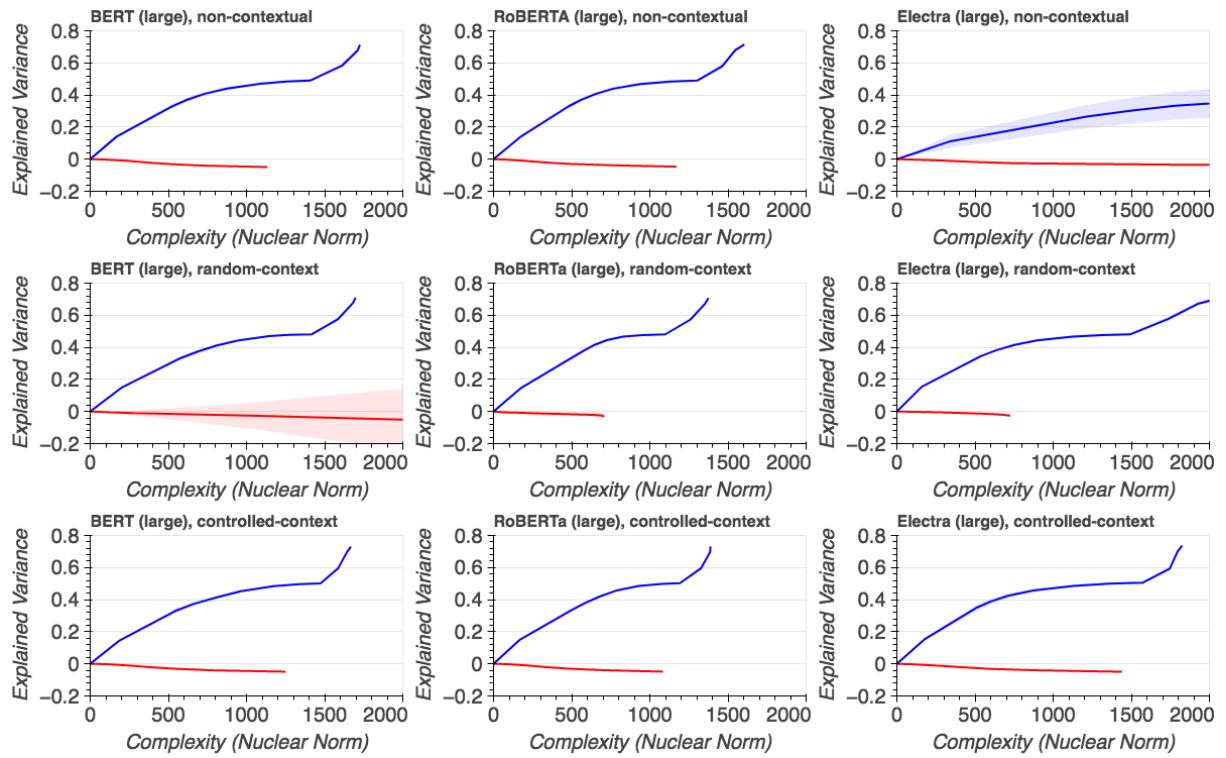 BERT (large), non-contextual
0.8
0.6
0.4
0.2
0
−0.2
Explained Variance
0 500 1000 1500 2000
Complexity (Nuclear Norm)
RoBERTA (large), non-contextual
0.8
0.6
0.4
0.2
0
−0.2
Explained Variance
0 500 1000 1500 2000
Complexity (Nuclear Norm)
Electra (large), non-contextual
0.8
0.6
0.4
0.2
0
−0.2
Explained Variance
0 500 1000 1500 2000
Complexity (Nuclear Norm)
BERT (large), random-context
0.8
0.6
0.4
0.2
0
−0.2
Explained Variance
0 500 1000 1500 2000
Complexity (Nuclear Norm)
RoBERTa (large), random-context
0.8
0.6
0.4
0.2
0
−0.2
Explained Variance
0 500 1000 1500 2000
Complexity (Nuclear Norm)
Electra (large), random-context
0.8
0.6
0.4
0.2
0
−0.2
Explained Variance
0 500 1000 1500 2000
Complexity (Nuclear Norm)
BERT (large), controlled-context
0.8
0.6
0.4
0.2
0
−0.2
Explained Variance
0 500 1000 1500 2000
Complexity (Nuclear Norm)
RoBERTa (large), controlled-context
0.8
0.6
0.4
0.2
0
−0.2
Explained Variance
0 500 1000 1500 2000
Complexity (Nuclear Norm)
Electra (large), controlled-context
0.8
0.6
0.4
0.2
0
−0.2
Explained Variance
0 500 1000 1500 2000
Complexity (Nuclear Norm)